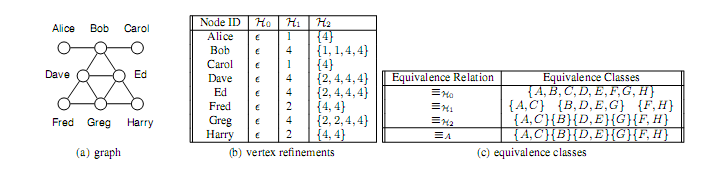 Alice Bob Carol
Dave Ed
Fred Greg Harry
(a) graph
Node ID ℋ₀ ℋ₁ ℋ₂
Alice ϵ 1 {4}
Bob ϵ 4 {1, 1, 4, 4}
Carol ϵ 1 {4}
Dave ϵ 4 {2, 4, 4, 4}
Ed ϵ 4 {2, 4, 4, 4}
Fred ϵ 2 {4, 4}
Greg ϵ 4 {2, 2, 4, 4}
Harry ϵ 2 {4, 4}
(b) vertex refinements
Equivalence Relation Equivalence Classes
≡ℋ₀ {A, B, C, D, E, F, G, H}
≡ℋ₁ {A, C} {B, D, E, G} {F, H}
≡ℋ₂ {A, C}{B}{D, E}{G}{F, H}
≡A {A, C}{B}{D, E}{G}{F, H}
(c) equivalence classes